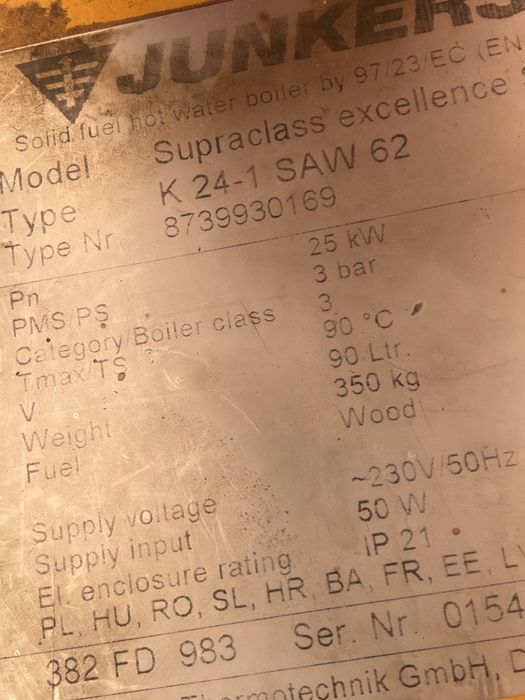 JUNKERS
Solid fuel hot water boiler by 97/23/EC (EN
Model Supraclass excellence
Type K 24-1 SAW 62
Type Nr 8739930169
Pn 25 kW
PMS/PS 3 bar
Category/Boiler class 3
Tmax/TS 90 °C
V 90 Ltr.
Weight 350 kg
Fuel Wood
Supply voltage ~230V/50Hz
Supply input 50 W
El. enclosure rating IP 21
PL, HU, RO, SL, HR, BA, FR, EE, L
382 FD 983 Ser. Nr. 0154
Thermotechnik GmbH, D